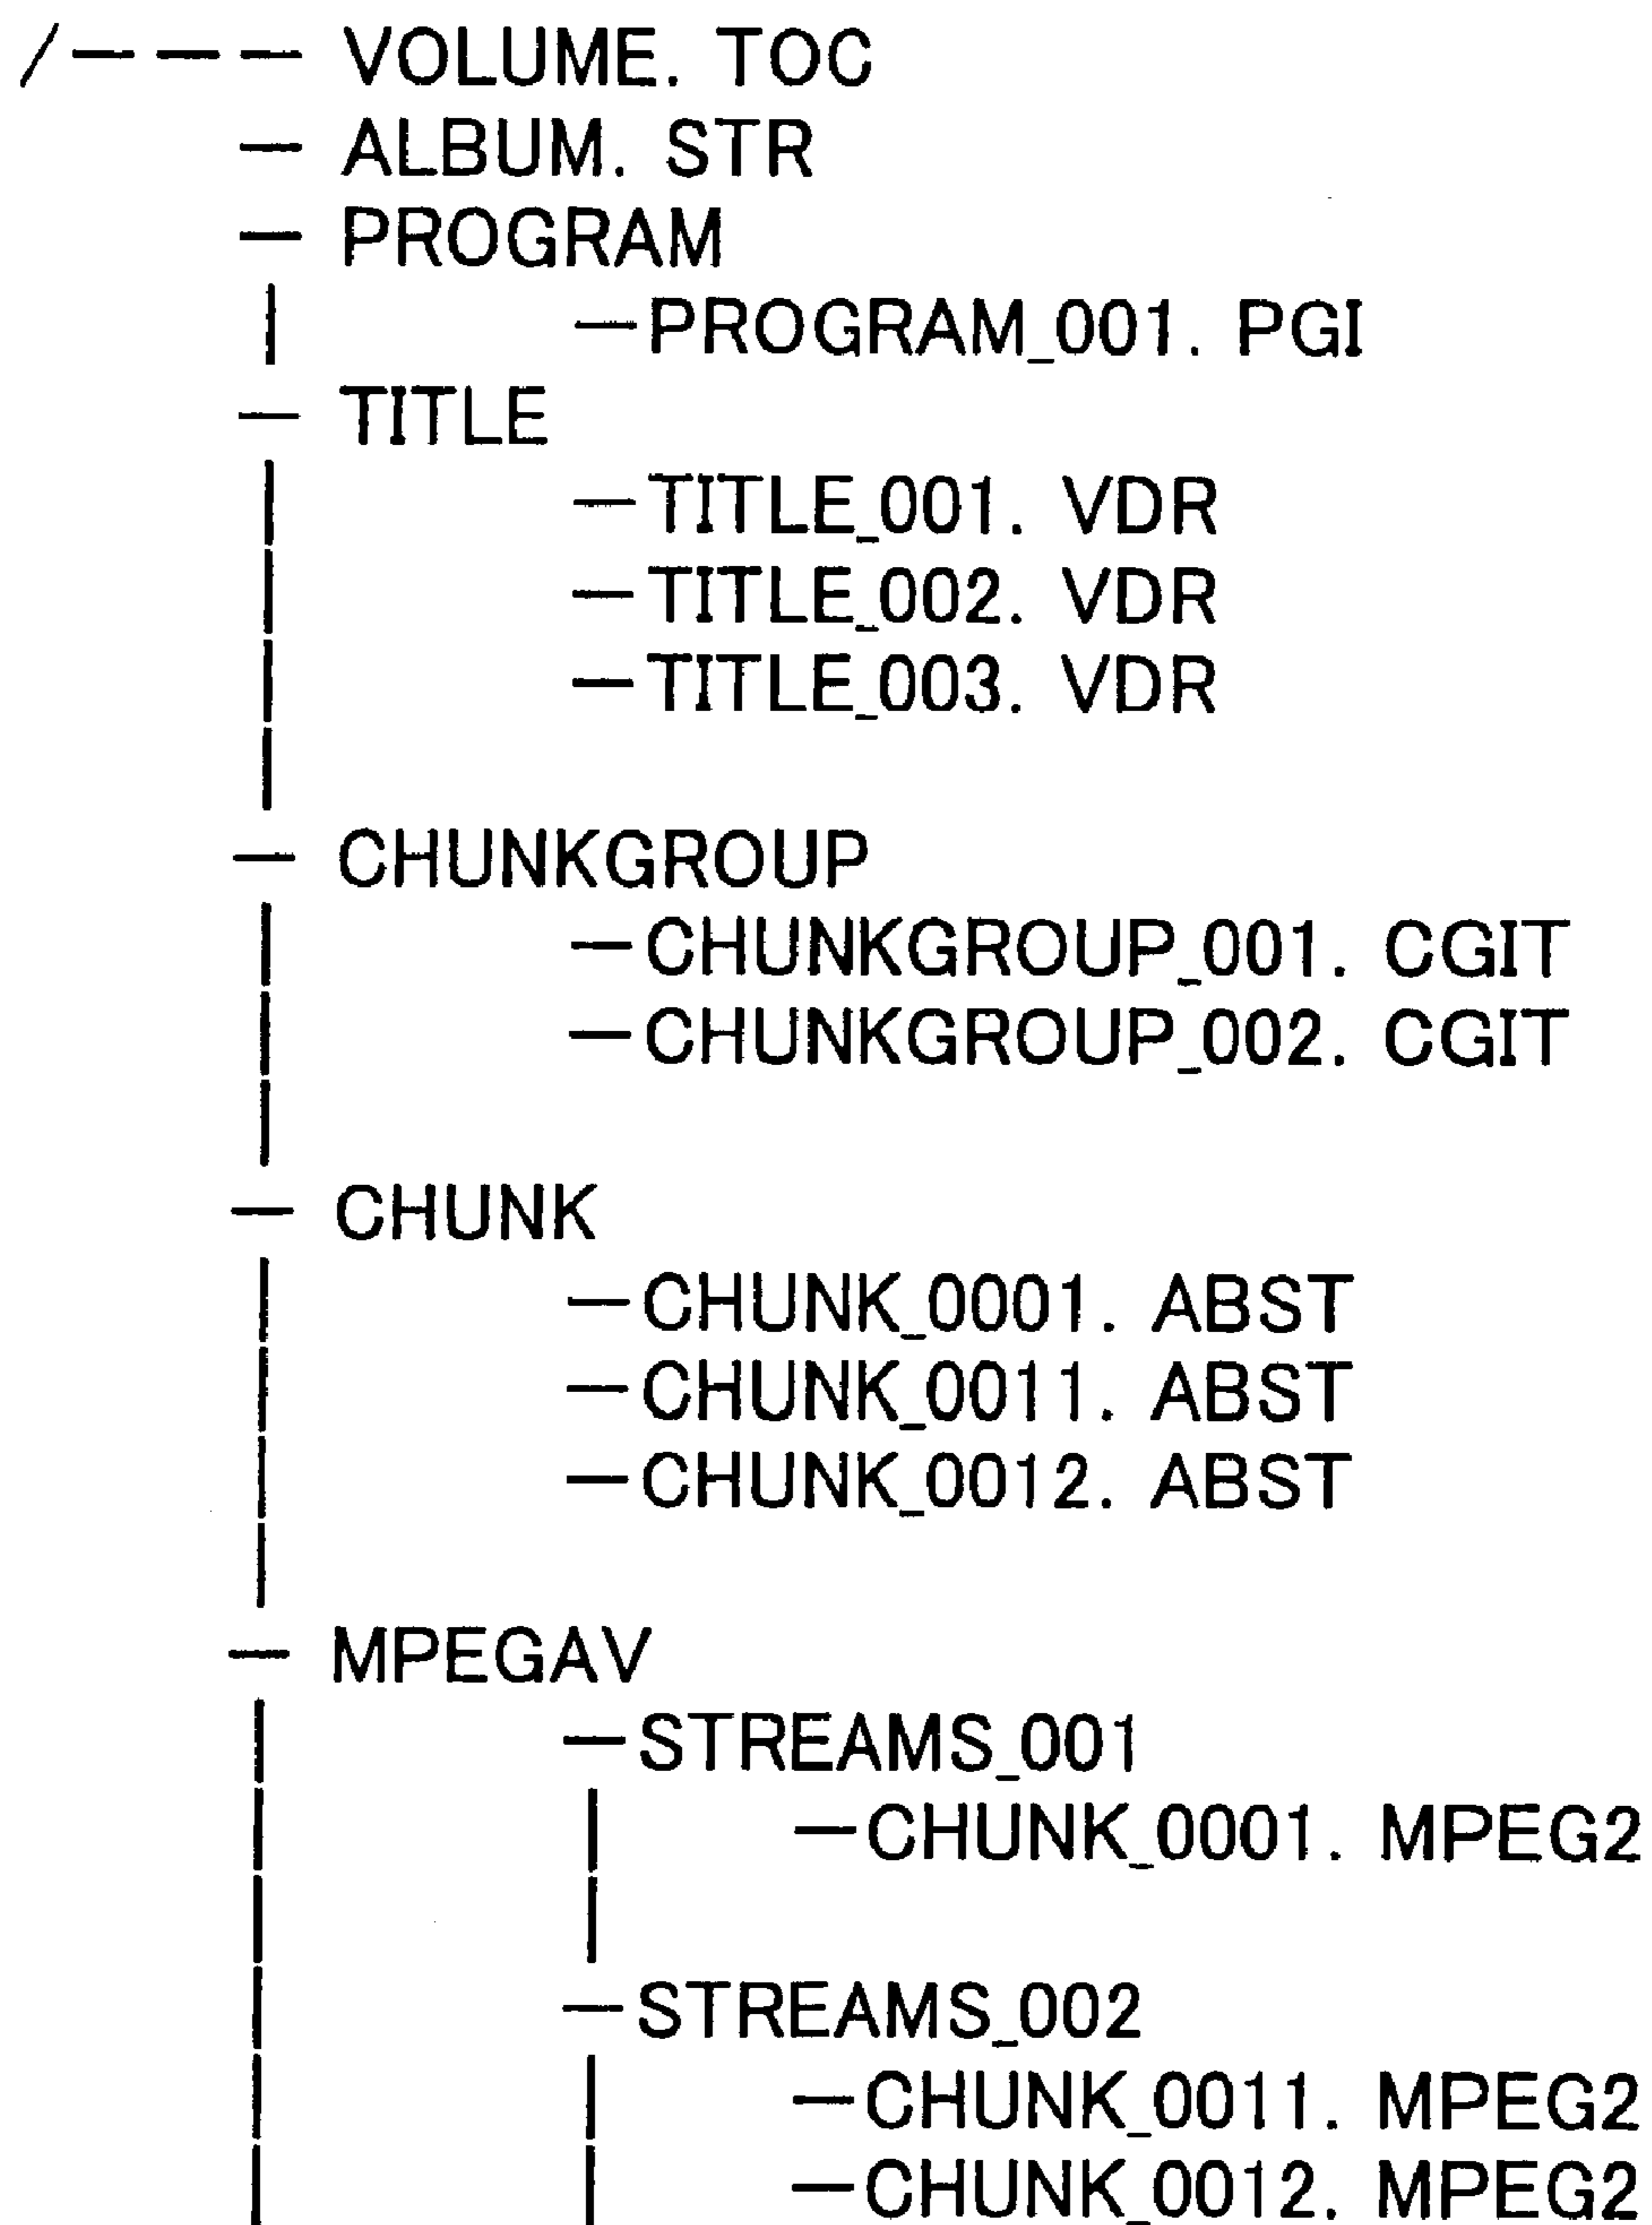 /--- VOLUME. TOC
- ALBUM. STR
- PROGRAM
-PROGRAM_001. PGI
- TITLE
-TITLE_001. VDR
-TITLE_002. VDR
-TITLE_003. VDR
- CHUNKGROUP
-CHUNKGROUP_001. CGIT
-CHUNKGROUP_002. CGIT
- CHUNK
-CHUNK_0001. ABST
-CHUNK_0011. ABST
-CHUNK_0012. ABST
- MPEGAV
-STREAMS_001
-CHUNK_0001. MPEG2
-STREAMS_002
-CHUNK_0011. MPEG2
-CHUNK_0012. MPEG2